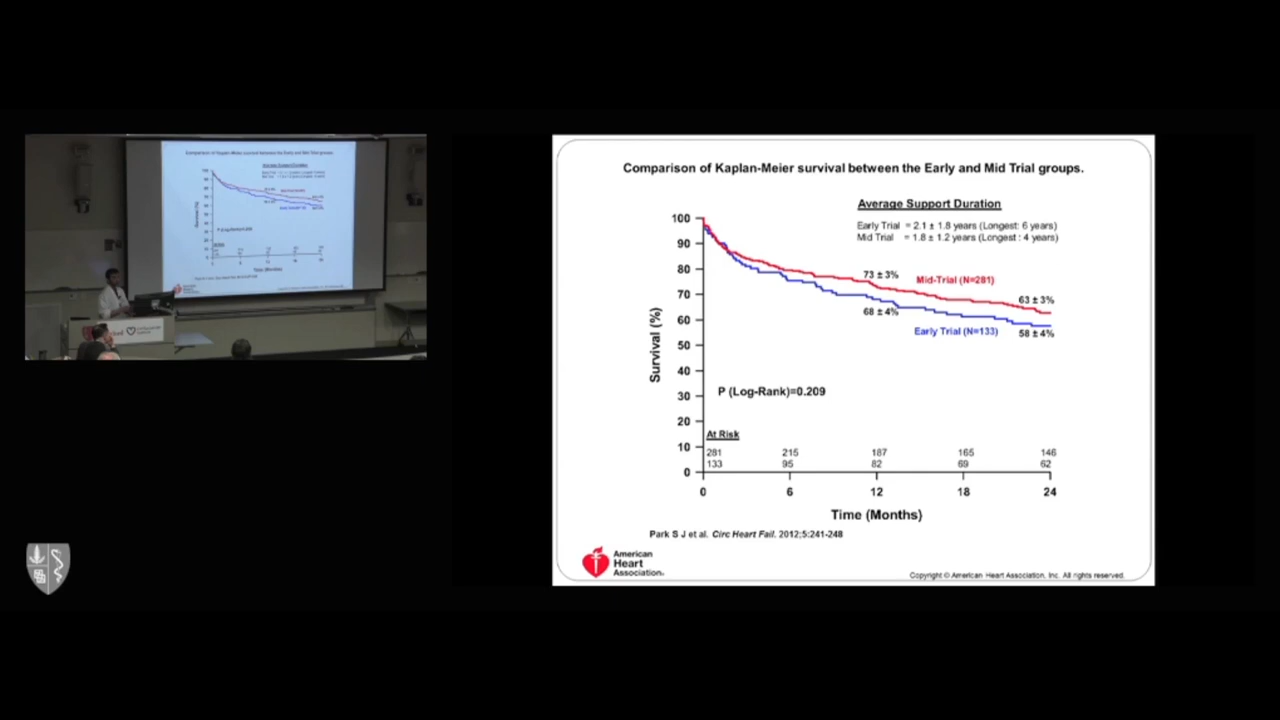 Comparison of Kaplan-Meier survival between the Early and Mid Trial groups.
Average Support Duration
Early Trial = 2.1 ± 1.8 years (Longest: 6 years)
Mid Trial = 1.8 ± 1.2 years (Longest : 4 years)
100
90
80
70
60
50
40
30
20
10
0
Survival (%)
73 ± 3%
Mid-Trial (N=281)
63 ± 3%
68 ± 4%
Early Trial (N=133)
58 ± 4%
P (Log-Rank)=0.209
At Risk
281 215 187 165 146
133 95 82 69 62
0 6 12 18 24
Time (Months)
Park S J et al. Circ Heart Fail. 2012;5:241-248
American
Heart
Association.
Copyright © American Heart Association, Inc. All rights reserved.